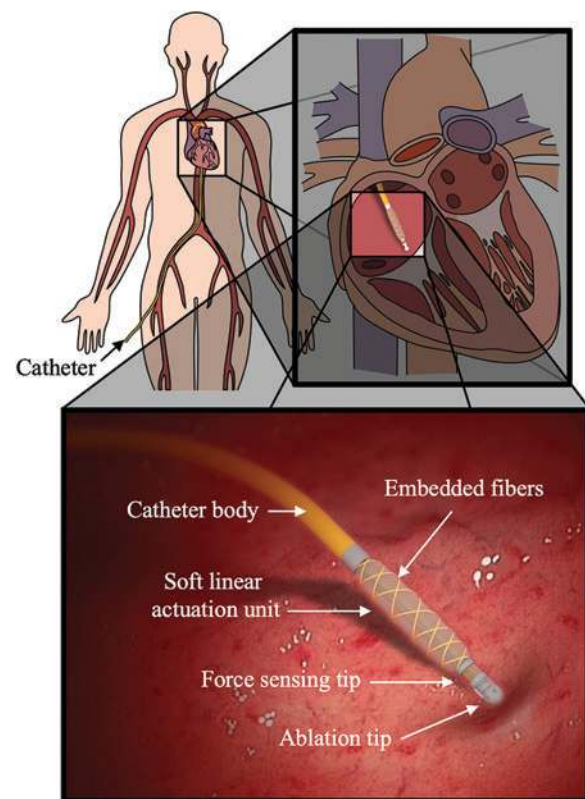 Catheter
Embedded fibers
Catheter body
Soft linear
actuation unit
Force sensing tip
Ablation tip